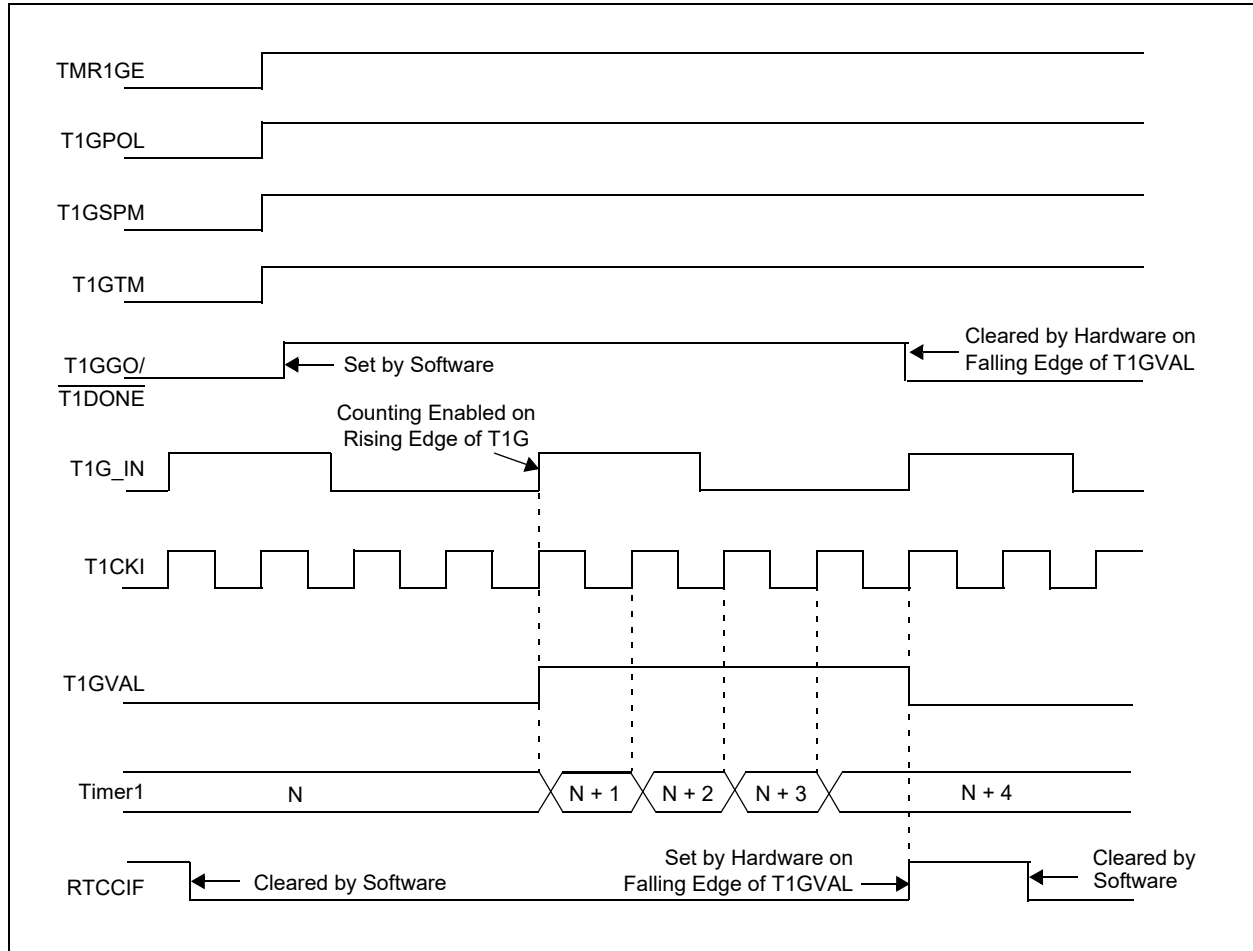 TMR1GE
T1GPOL
T1GSPM
T1GTM
T1GGO/
T1DONE
Set by Software
Cleared by Hardware on
Falling Edge of T1GVAL
Counting Enabled on
Rising Edge of T1G
T1G_IN
T1CKI
T1GVAL
Timer1
N
N + 1
N + 2
N + 3
N + 4
RTCCIF
Cleared by Software
Set by Hardware on
Falling Edge of T1GVAL
Cleared by
Software